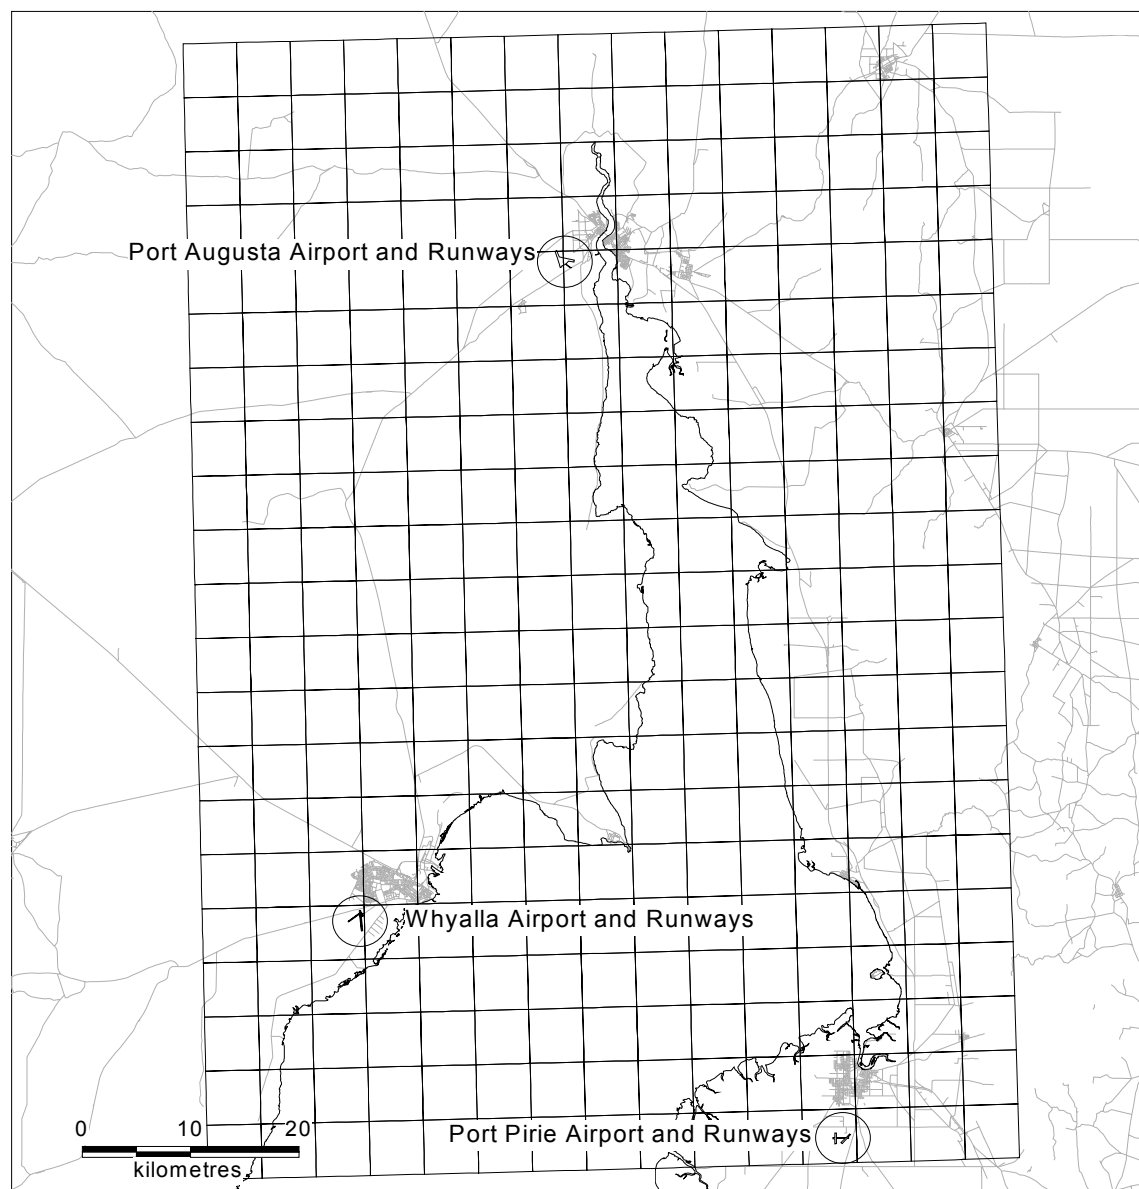 Port Augusta Airport and Runways
Whyalla Airport and Runways
0 10 20
kilometres
Port Pirie Airport and Runways